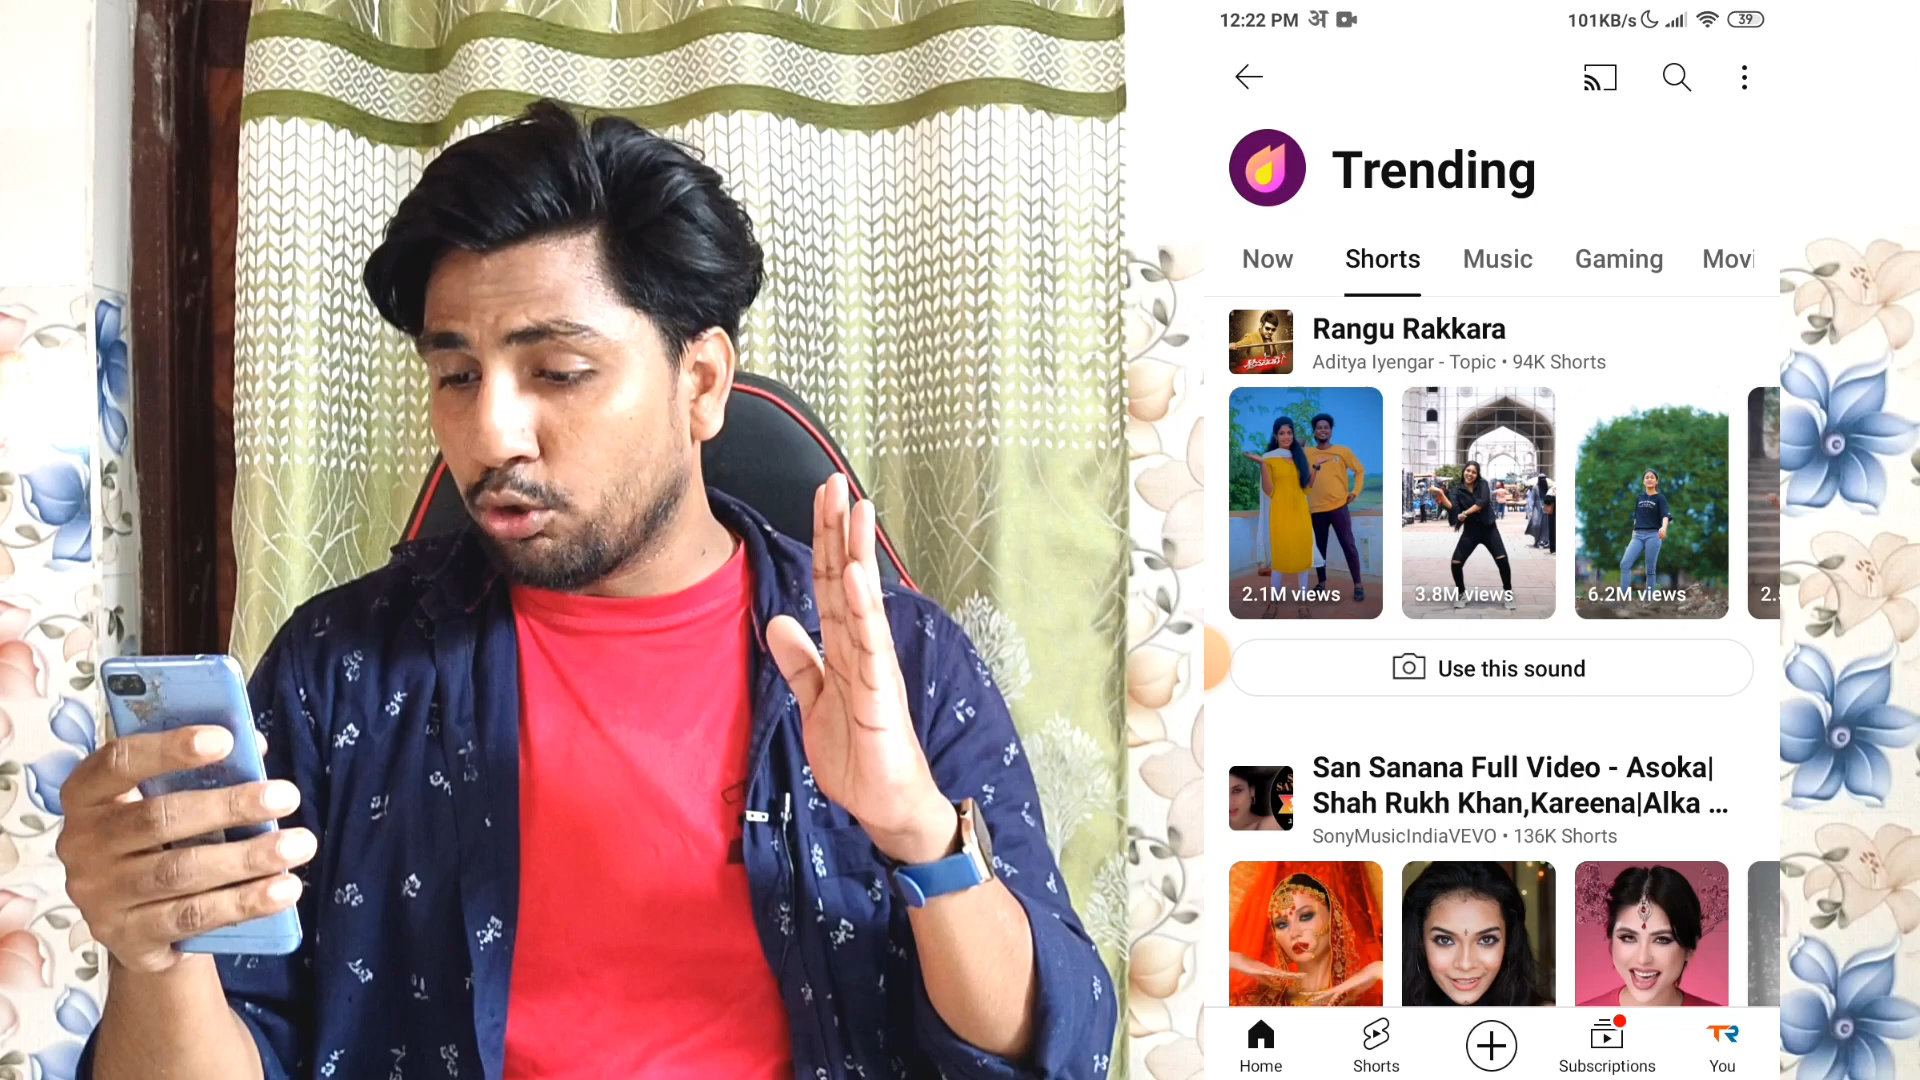 12:22 PM अ 101KB/s 39
Trending
Now Shorts Music Gaming Movi
Rangu Rakkara
Aditya Iyengar - Topic • 94K Shorts
2.1M views 3.8M views 6.2M views 2.
Use this sound
San Sanana Full Video - Asoka|
Shah Rukh Khan,Kareena|Alka ...
SonyMusicIndiaVEVO • 136K Shorts
Home Shorts Subscriptions You
TR